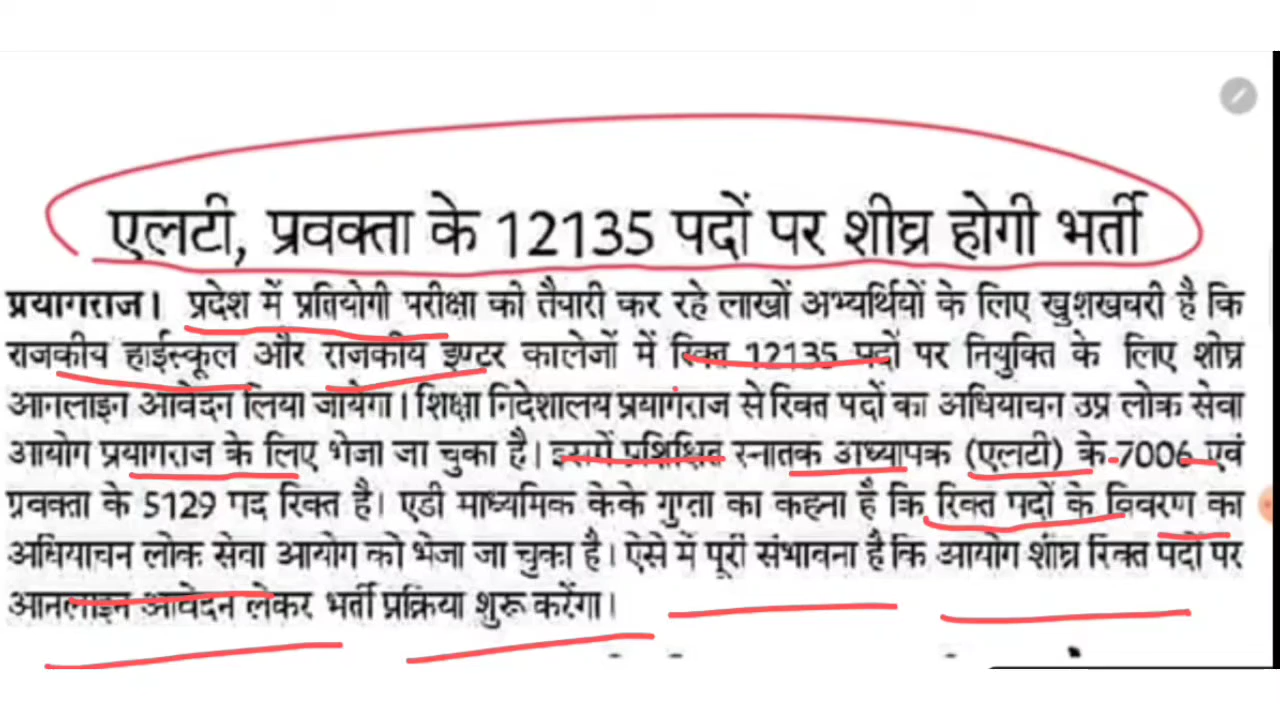 एलटी, प्रवक्ता के 12135 पदों पर शीघ्र होगी भर्ती
प्रयागराज। प्रदेश में प्रतियोगी परीक्षा को तैयारी कर रहे लाखों अभ्यर्थियों के लिए खुशखबरी है कि
राजकीय हाईस्कूल और राजकीय इण्टर कालेजों में रिक्त 12135 पदों पर नियुक्ति के लिए शीघ्र
आनलाइन आवेदन लिया जायेगा। शिक्षा निदेशालय प्रयागराज से रिक्त पदों का अधियाचन उप्र लोक सेवा
आयोग प्रयागराज के लिए भेजा जा चुका है। इसमें प्रशिक्षित स्नातक अध्यापक (एलटी) के 7006 एवं
प्रवक्ता के 5129 पद रिक्त है। एडी माध्यमिक केके गुप्ता का कहना है कि रिक्त पदों के विवरण का
अधियाचन लोक सेवा आयोग को भेजा जा चुका है। ऐसे में पूरी संभावना है कि आयोग शीघ्र रिक्त पदों पर
आनलाइन आवेदन लेकर भर्ती प्रक्रिया शुरू करेंगा।